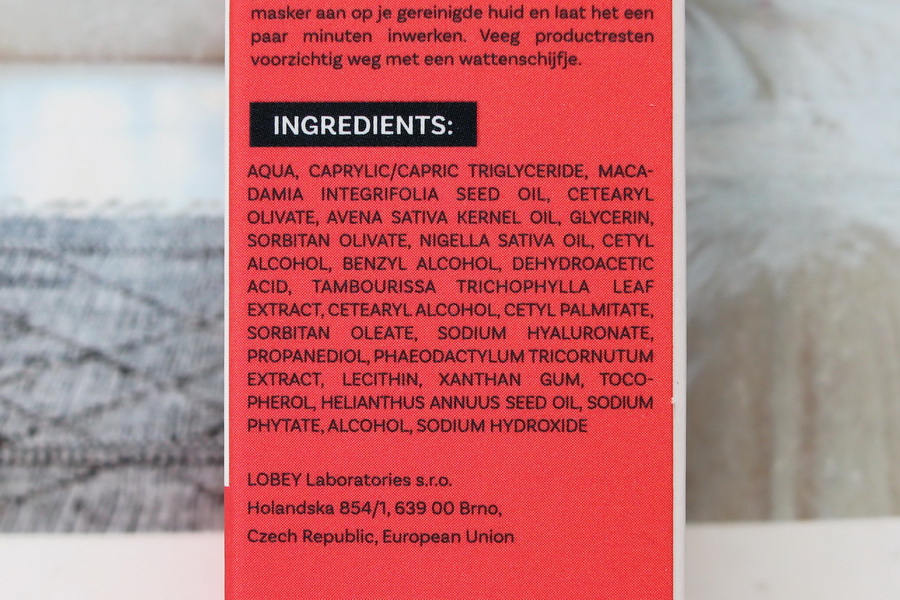 masker aan op je gereinigde huid en laat het een
paar minuten inwerken. Veeg productresten
voorzichtig weg met een wattenschijfje.
INGREDIENTS:
AQUA, CAPRYLIC/CAPRIC TRIGLYCERIDE, MACA-
DAMIA INTEGRIFOLIA SEED OIL, CETEARYL
OLIVATE, AVENA SATIVA KERNEL OIL, GLYCERIN,
SORBITAN OLIVATE, NIGELLA SATIVA OIL, CETYL
ALCOHOL, BENZYL ALCOHOL, DEHYDROACETIC
ACID, TAMBOURISSA TRICHOPHYLLA LEAF
EXTRACT, CETEARYL ALCOHOL, CETYL PALMITATE,
SORBITAN OLEATE, SODIUM HYALURONATE,
PROPANEDIOL, PHAEODACTYLUM TRICORNUTUM
EXTRACT, LECITHIN, XANTHAN GUM, TOCO-
PHEROL, HELIANTHUS ANNUUS SEED OIL, SODIUM
PHYTATE, ALCOHOL, SODIUM HYDROXIDE
LOBEY Laboratories s.r.o.
Holandska 854/1, 639 00 Brno,
Czech Republic, European Union